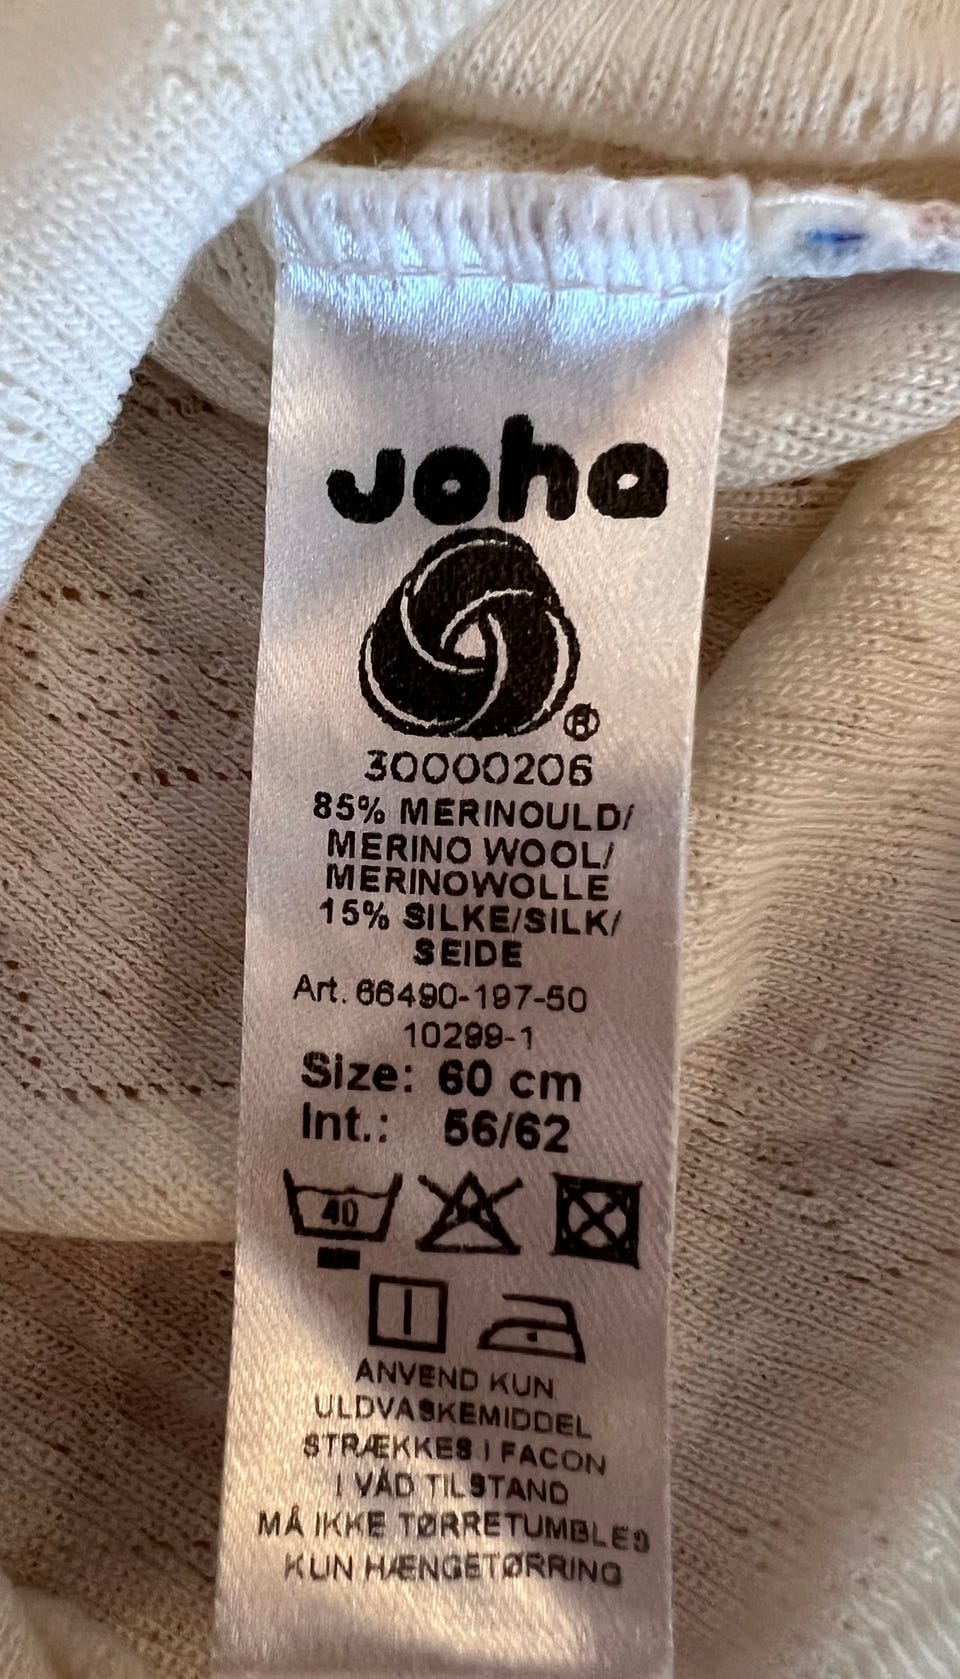 joha
®
30000206
85% MERINOULD/
MERINO WOOL/
MERINOWOLLE
15% SILKE/SILK/
SEIDE
Art. 66490-197-50
10299-1
Size: 60 cm
Int.: 56/62
40
ANVEND KUN
ULDVASKEMIDDEL
STRÆKKES I FACON
I VÅD TILSTAND
MÅ IKKE TØRRETUMBLES
KUN HÆNGETØRRING